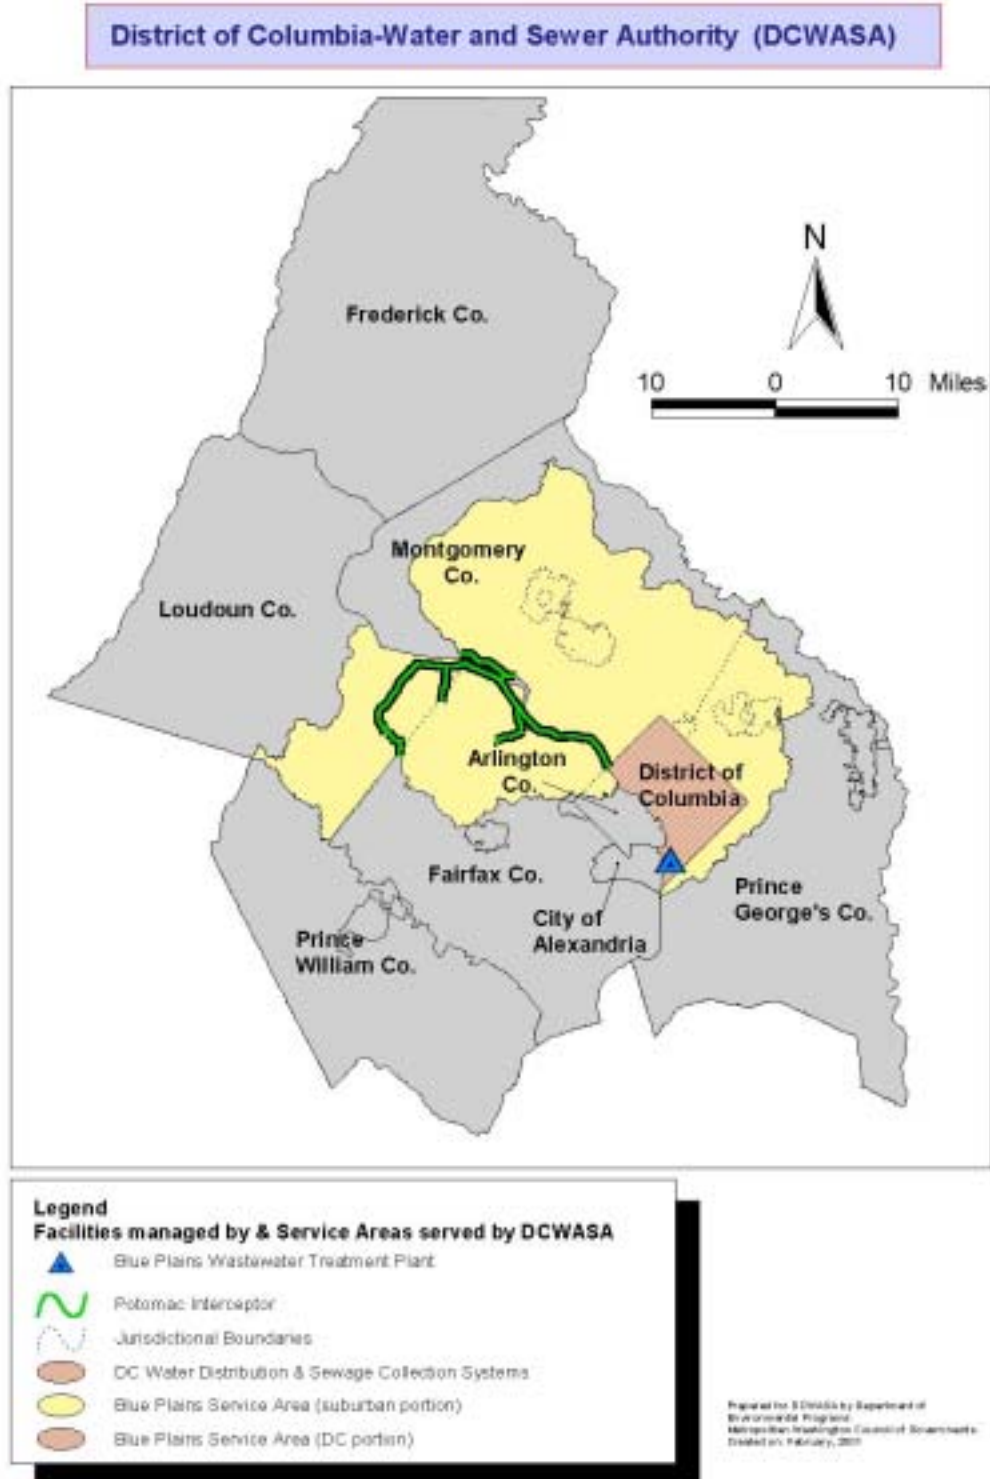 District of Columbia-Water and Sewer Authority (DCWASA)
N
10 0 10 Miles
Frederick Co.
Montgomery
Co.
Loudoun Co.
Arlington
Co.
District of
Columbia
Fairfax Co.
Prince
George's Co.
City of
Alexandria
Prince
William Co.
Legend
Facilities managed by & Service Areas served by DCWASA
Blue Plains Wastewater Treatment Plant
Potomac Interceptor
Jurisdictional Boundaries
DC Water Distribution & Sewage Collection Systems
Blue Plains Service Area (suburban portion)
Blue Plains Service Area (DC portion)
Prepared for DCWASA by Department of
Environmental Programs
Metropolitan Washington Council of Governments
Created on: February,